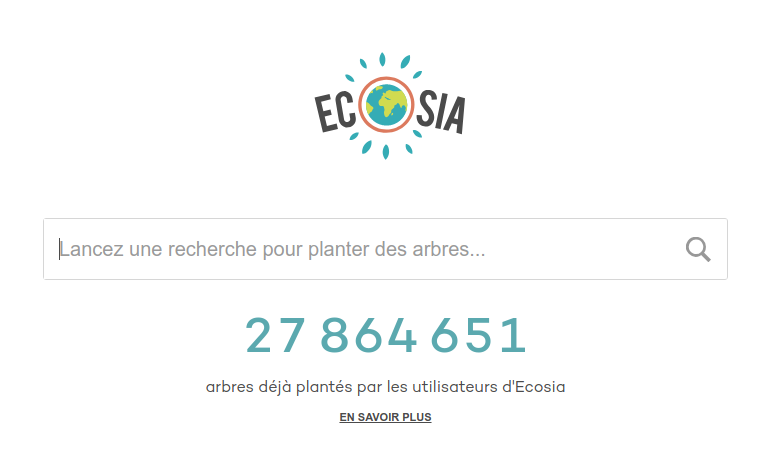 ECOSIA
Lancez une recherche pour planter des arbres...
27 864 651
arbres déjà plantés par les utilisateurs d'Ecosia
EN SAVOIR PLUS